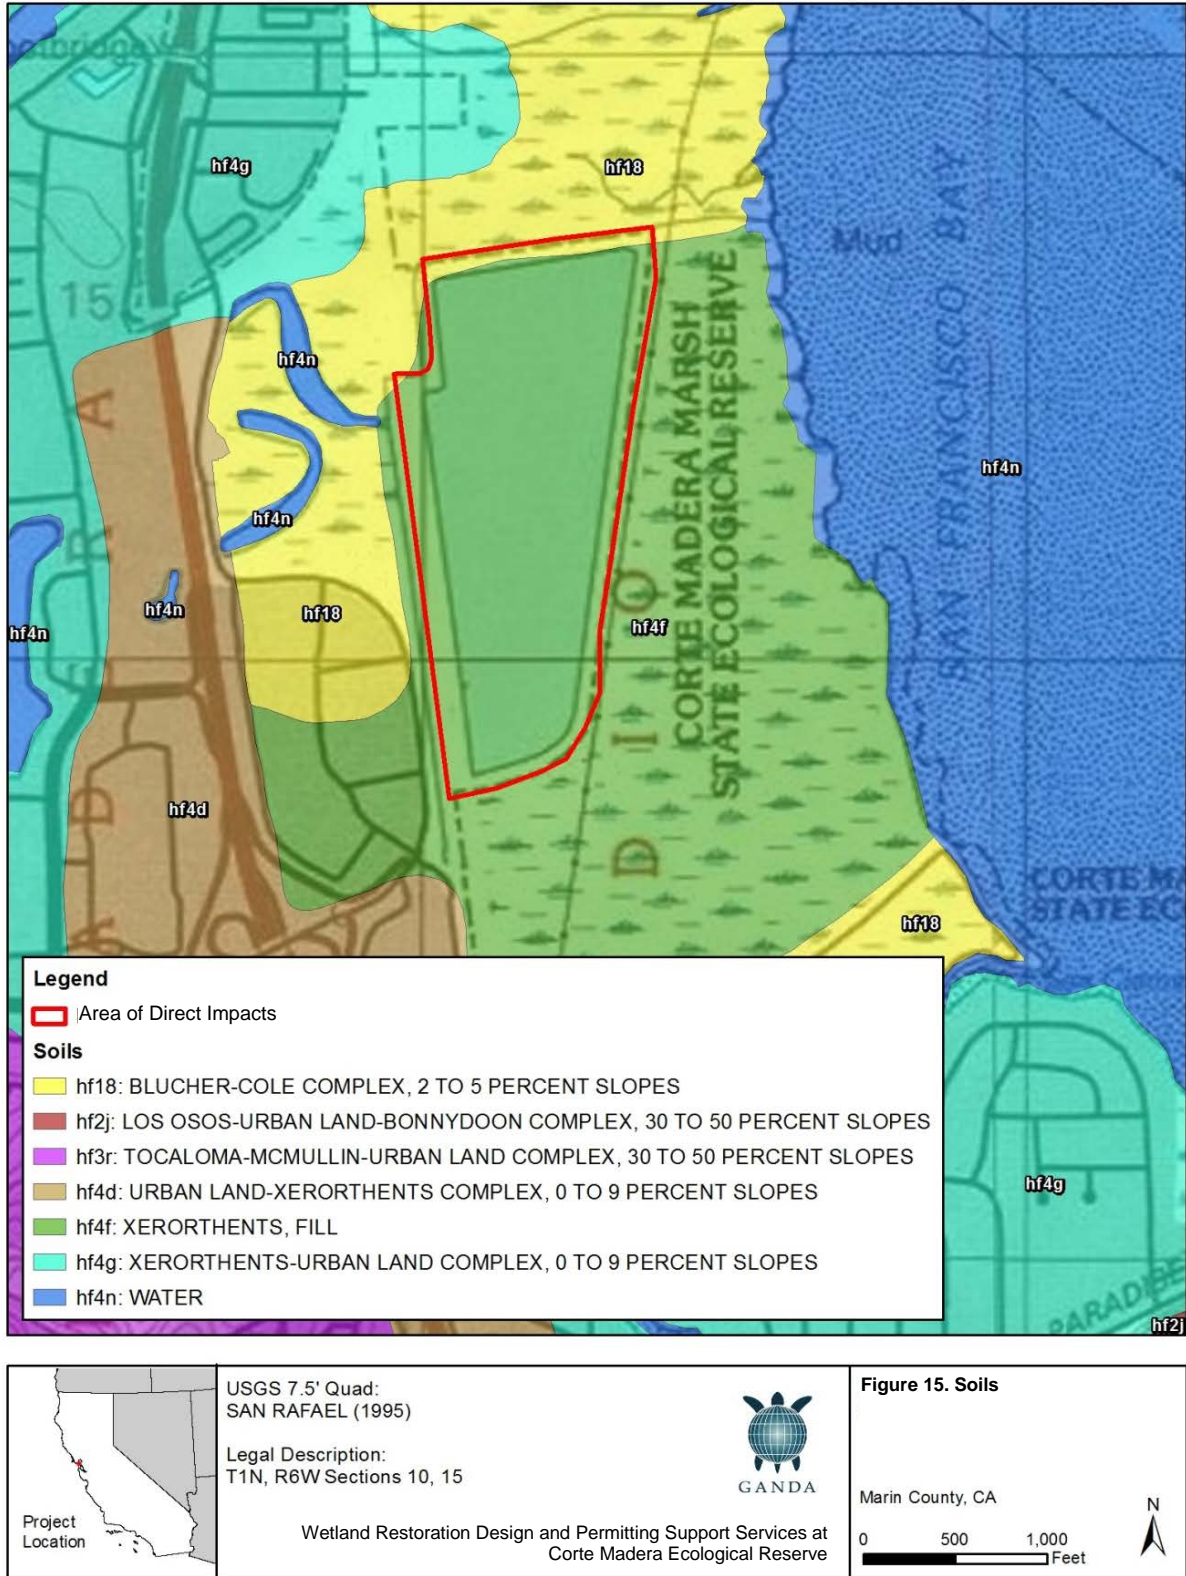 hf4g
hf18
15
Mud
SAN FRANCISCO BAY
hf4n
hf4n
hf4n
CORTE MADERA MARSH
STATE ECOLOGICAL RESERVE
hf4n
hf4n
hf18
hf4f
hf4d
hf18
CORTE MA
STATE EC
hf4g
PARADISE
hf2j
Legend
Area of Direct Impacts
Soils
hf18: BLUCHER-COLE COMPLEX, 2 TO 5 PERCENT SLOPES
hf2j: LOS OSOS-URBAN LAND-BONNYDOON COMPLEX, 30 TO 50 PERCENT SLOPES
hf3r: TOCALOMA-MCMULLIN-URBAN LAND COMPLEX, 30 TO 50 PERCENT SLOPES
hf4d: URBAN LAND-XERORTHENTS COMPLEX, 0 TO 9 PERCENT SLOPES
hf4f: XERORTHENTS, FILL
hf4g: XERORTHENTS-URBAN LAND COMPLEX, 0 TO 9 PERCENT SLOPES
hf4n: WATER
Project
Location
USGS 7.5' Quad:
SAN RAFAEL (1995)
Legal Description:
T1N, R6W Sections 10, 15
GANDA
Wetland Restoration Design and Permitting Support Services at
Corte Madera Ecological Reserve
Figure 15. Soils
Marin County, CA
N
0 500 1,000
Feet